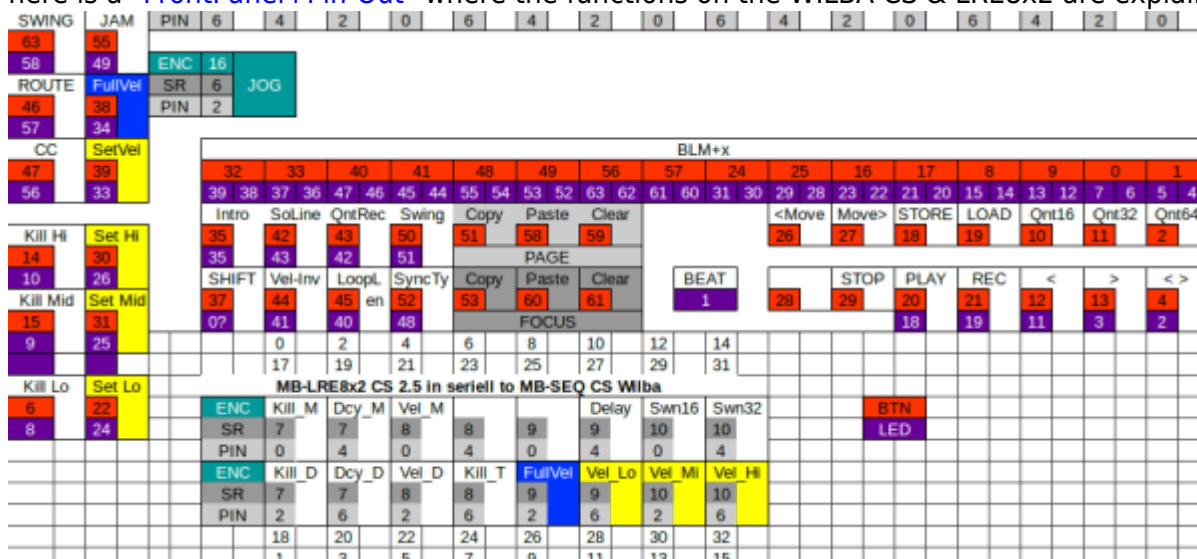 here is a "FrontPanel Pin Out" where the functions on the WILBA CS & LRE8x2 are explai
SWING JAM PIN 6 4 2 0 6 4 2 0 6 4 2 0
63 55
58 49 ENC 16
ROUTE FullVel SR 6 JOG
46 38 PIN 2
57 34
CC SetVel BLM+x
47 39 32 33 40 41 48 49 56 57 24 25 16 17 8 9 0 1
56 33 39 38 37 36 47 46 45 44 55 54 53 52 63 62 61 60 31 30 29 28 23 22 21 20 15 14 13 12 7 6 5 4
Intro SoLine QntRec Swing Copy Paste Clear <Move Move> STORE LOAD Qnt16 Qnt32 Qnt64
Kill Hi Set Hi 35 42 43 50 51 58 59 26 27 18 19 10 11 2
14 30 35 43 42 51 PAGE
10 26 SHIFT Vel-Inv LoopL SyncTy Copy Paste Clear BEAT STOP PLAY REC < > < >
Kill Mid Set Mid 37 44 45 en 52 53 60 61 1 28 29 20 21 12 13 4
15 31 0? 41 40 48 FOCUS 18 19 11 3 2
9 25 0 2 4 6 8 10 12 14
17 19 21 23 25 27 29 31
Kill Lo Set Lo MB-LRE8x2 CS 2.5 in seriell to MB-SEQ CS Wilba
6 22 ENC Kill_M Dcy_M Vel_M Delay Swn16 Swn32 BTN
8 24 SR 7 7 8 8 9 9 10 10 LED
PIN 0 4 0 4 0 4 0 4
ENC Kill_D Dcy_D Vel_D Kill_T FullVel Vel_Lo Vel_Mi Vel_Hi
SR 7 7 8 8 9 9 10 10
PIN 2 6 2 6 2 6 2 6
18 20 22 24 26 28 30 32
1 3 5 7 9 11 13 15